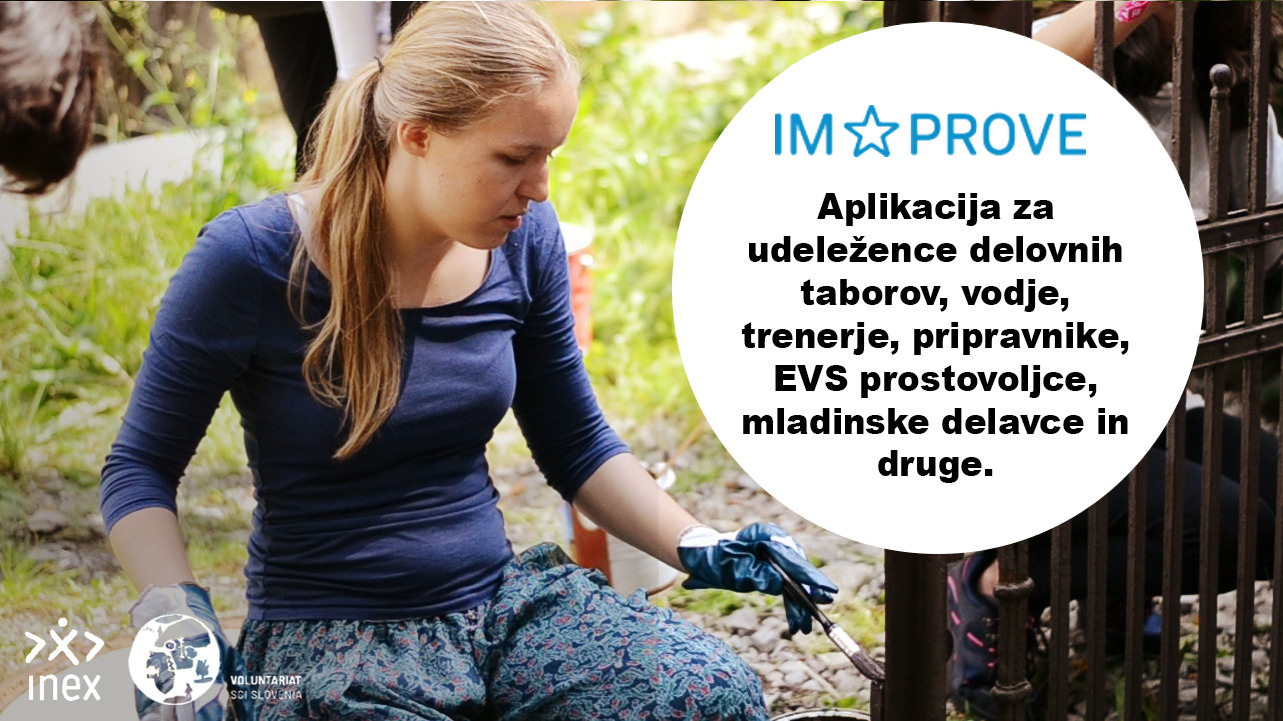 IM PROVE
Aplikacija za
udeležence delovnih
taborov, vodje,
trenerje, pripravnike,
EVS prostovoljce,
mladinske delavce in
druge.
inex
VOLUNTARIAT
SCI SLOVENIA